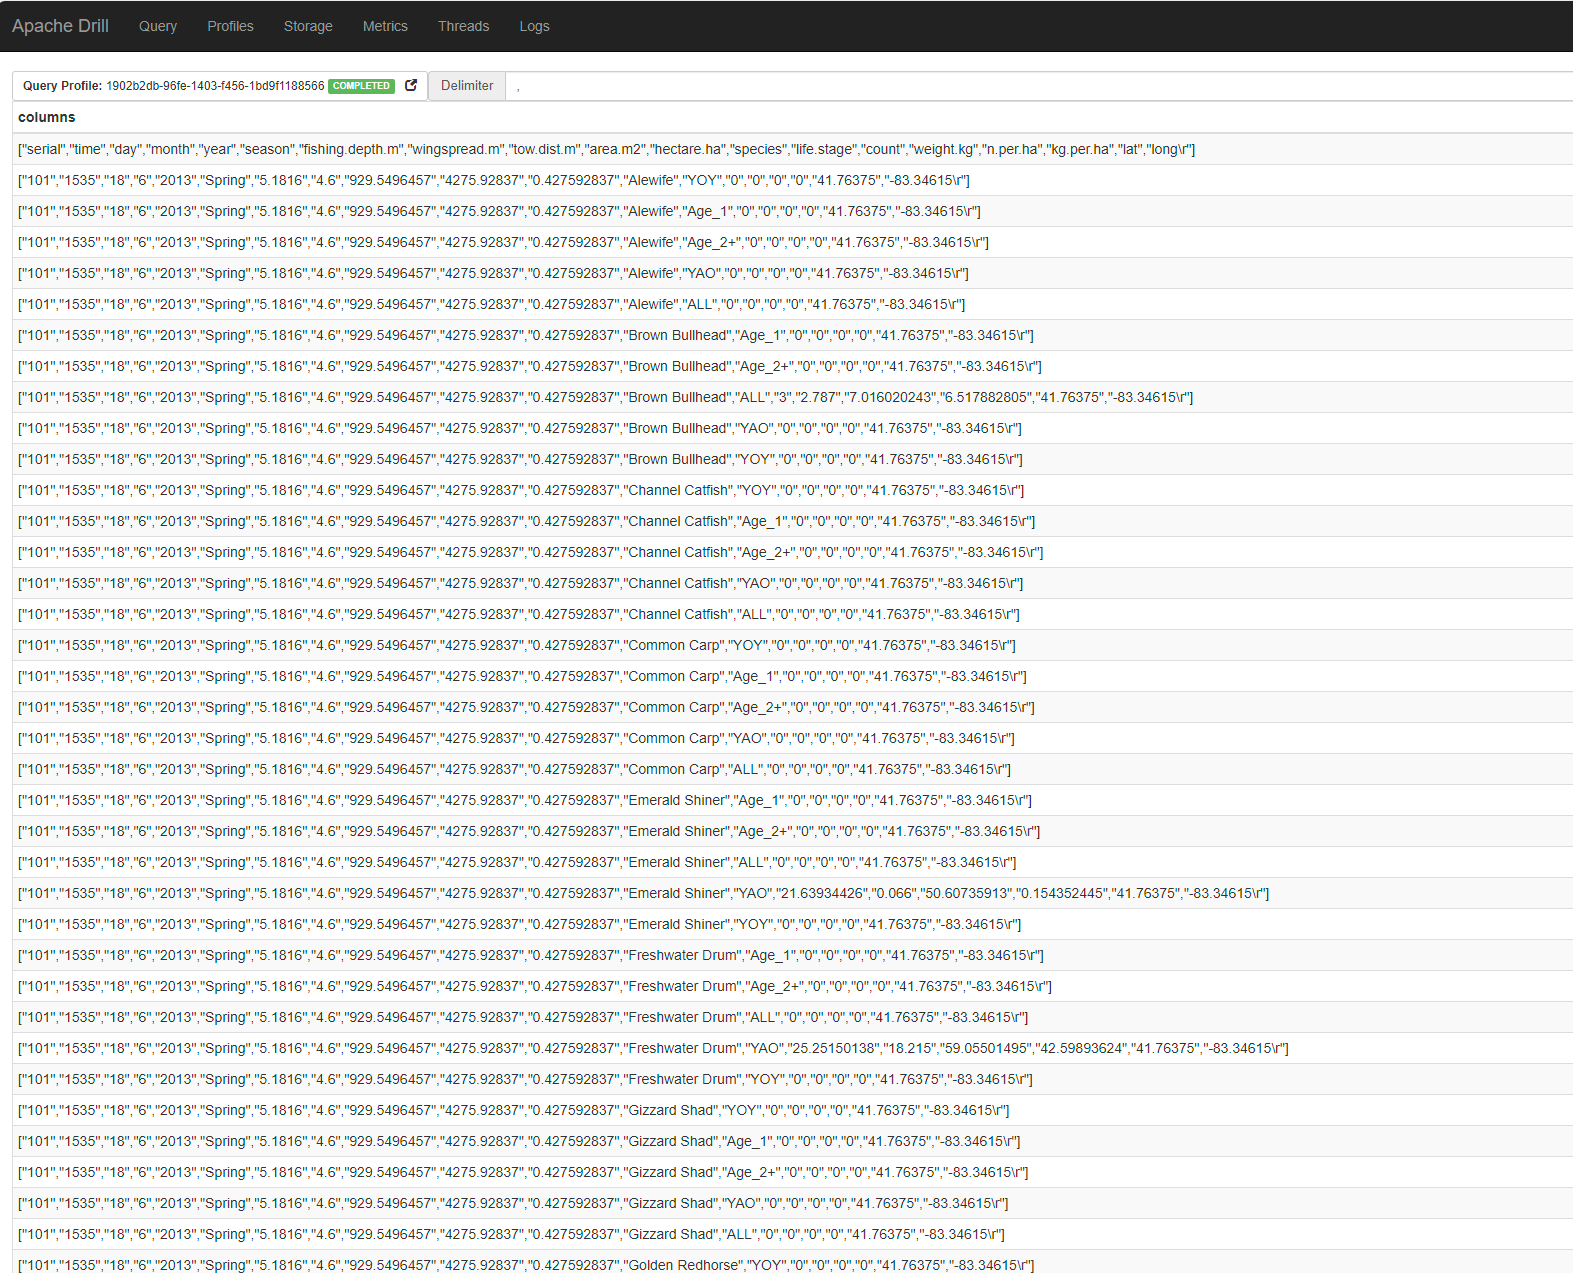 Apache Drill Query Profiles Storage Metrics Threads Logs
Query Profile: 1902b2db-96fe-1403-f456-1bd9f1188566 COMPLETED Delimiter ,
columns
["serial","time","day","month","year","season","fishing.depth.m","wingspread.m","tow.dist.m","area.m2","hectare.ha","species","life.stage","count","weight.kg","n.per.ha","kg.per.ha","lat","long\r"]
["101","1535","18","6","2013","Spring","5.1816","4.6","929.5496457","4275.92837","0.427592837","Alewife","YOY","0","0","0","0","41.76375","-83.34615\r"]
["101","1535","18","6","2013","Spring","5.1816","4.6","929.5496457","4275.92837","0.427592837","Alewife","Age_1","0","0","0","0","41.76375","-83.34615\r"]
["101","1535","18","6","2013","Spring","5.1816","4.6","929.5496457","4275.92837","0.427592837","Alewife","Age_2+","0","0","0","0","41.76375","-83.34615\r"]
["101","1535","18","6","2013","Spring","5.1816","4.6","929.5496457","4275.92837","0.427592837","Alewife","YAO","0","0","0","0","41.76375","-83.34615\r"]
["101","1535","18","6","2013","Spring","5.1816","4.6","929.5496457","4275.92837","0.427592837","Alewife","ALL","0","0","0","0","41.76375","-83.34615\r"]
["101","1535","18","6","2013","Spring","5.1816","4.6","929.5496457","4275.92837","0.427592837","Brown Bullhead","Age_1","0","0","0","0","41.76375","-83.34615\r"]
["101","1535","18","6","2013","Spring","5.1816","4.6","929.5496457","4275.92837","0.427592837","Brown Bullhead","Age_2+","0","0","0","0","41.76375","-83.34615\r"]
["101","1535","18","6","2013","Spring","5.1816","4.6","929.5496457","4275.92837","0.427592837","Brown Bullhead","ALL","3","2.787","7.016020243","6.517882805","41.76375","-83.34615\r"]
["101","1535","18","6","2013","Spring","5.1816","4.6","929.5496457","4275.92837","0.427592837","Brown Bullhead","YAO","0","0","0","0","41.76375","-83.34615\r"]
["101","1535","18","6","2013","Spring","5.1816","4.6","929.5496457","4275.92837","0.427592837","Brown Bullhead","YOY","0","0","0","0","41.76375","-83.34615\r"]
["101","1535","18","6","2013","Spring","5.1816","4.6","929.5496457","4275.92837","0.427592837","Channel Catfish","YOY","0","0","0","0","41.76375","-83.34615\r"]
["101","1535","18","6","2013","Spring","5.1816","4.6","929.5496457","4275.92837","0.427592837","Channel Catfish","Age_1","0","0","0","0","41.76375","-83.34615\r"]
["101","1535","18","6","2013","Spring","5.1816","4.6","929.5496457","4275.92837","0.427592837","Channel Catfish","Age_2+","0","0","0","0","41.76375","-83.34615\r"]
["101","1535","18","6","2013","Spring","5.1816","4.6","929.5496457","4275.92837","0.427592837","Channel Catfish","YAO","0","0","0","0","41.76375","-83.34615\r"]
["101","1535","18","6","2013","Spring","5.1816","4.6","929.5496457","4275.92837","0.427592837","Channel Catfish","ALL","0","0","0","0","41.76375","-83.34615\r"]
["101","1535","18","6","2013","Spring","5.1816","4.6","929.5496457","4275.92837","0.427592837","Common Carp","YOY","0","0","0","0","41.76375","-83.34615\r"]
["101","1535","18","6","2013","Spring","5.1816","4.6","929.5496457","4275.92837","0.427592837","Common Carp","Age_1","0","0","0","0","41.76375","-83.34615\r"]
["101","1535","18","6","2013","Spring","5.1816","4.6","929.5496457","4275.92837","0.427592837","Common Carp","Age_2+","0","0","0","0","41.76375","-83.34615\r"]
["101","1535","18","6","2013","Spring","5.1816","4.6","929.5496457","4275.92837","0.427592837","Common Carp","YAO","0","0","0","0","41.76375","-83.34615\r"]
["101","1535","18","6","2013","Spring","5.1816","4.6","929.5496457","4275.92837","0.427592837","Common Carp","ALL","0","0","0","0","41.76375","-83.34615\r"]
["101","1535","18","6","2013","Spring","5.1816","4.6","929.5496457","4275.92837","0.427592837","Emerald Shiner","Age_1","0","0","0","0","41.76375","-83.34615\r"]
["101","1535","18","6","2013","Spring","5.1816","4.6","929.5496457","4275.92837","0.427592837","Emerald Shiner","Age_2+","0","0","0","0","41.76375","-83.34615\r"]
["101","1535","18","6","2013","Spring","5.1816","4.6","929.5496457","4275.92837","0.427592837","Emerald Shiner","ALL","0","0","0","0","41.76375","-83.34615\r"]
["101","1535","18","6","2013","Spring","5.1816","4.6","929.5496457","4275.92837","0.427592837","Emerald Shiner","YAO","21.63934426","0.066","50.60735913","0.154352445","41.76375","-83.34615\r"]
["101","1535","18","6","2013","Spring","5.1816","4.6","929.5496457","4275.92837","0.427592837","Emerald Shiner","YOY","0","0","0","0","41.76375","-83.34615\r"]
["101","1535","18","6","2013","Spring","5.1816","4.6","929.5496457","4275.92837","0.427592837","Freshwater Drum","Age_1","0","0","0","0","41.76375","-83.34615\r"]
["101","1535","18","6","2013","Spring","5.1816","4.6","929.5496457","4275.92837","0.427592837","Freshwater Drum","Age_2+","0","0","0","0","41.76375","-83.34615\r"]
["101","1535","18","6","2013","Spring","5.1816","4.6","929.5496457","4275.92837","0.427592837","Freshwater Drum","ALL","0","0","0","0","41.76375","-83.34615\r"]
["101","1535","18","6","2013","Spring","5.1816","4.6","929.5496457","4275.92837","0.427592837","Freshwater Drum","YAO","25.25150138","18.215","59.05501495","42.59893624","41.76375","-83.34615\r"]
["101","1535","18","6","2013","Spring","5.1816","4.6","929.5496457","4275.92837","0.427592837","Freshwater Drum","YOY","0","0","0","0","41.76375","-83.34615\r"]
["101","1535","18","6","2013","Spring","5.1816","4.6","929.5496457","4275.92837","0.427592837","Gizzard Shad","YOY","0","0","0","0","41.76375","-83.34615\r"]
["101","1535","18","6","2013","Spring","5.1816","4.6","929.5496457","4275.92837","0.427592837","Gizzard Shad","Age_1","0","0","0","0","41.76375","-83.34615\r"]
["101","1535","18","6","2013","Spring","5.1816","4.6","929.5496457","4275.92837","0.427592837","Gizzard Shad","Age_2+","0","0","0","0","41.76375","-83.34615\r"]
["101","1535","18","6","2013","Spring","5.1816","4.6","929.5496457","4275.92837","0.427592837","Gizzard Shad","YAO","0","0","0","0","41.76375","-83.34615\r"]
["101","1535","18","6","2013","Spring","5.1816","4.6","929.5496457","4275.92837","0.427592837","Gizzard Shad","ALL","0","0","0","0","41.76375","-83.34615\r"]
["101","1535","18","6","2013","Spring","5.1816","4.6","929.5496457","4275.92837","0.427592837","Golden Redhorse","YOY","0","0","0","0","41.76375","-83.34615\r"]